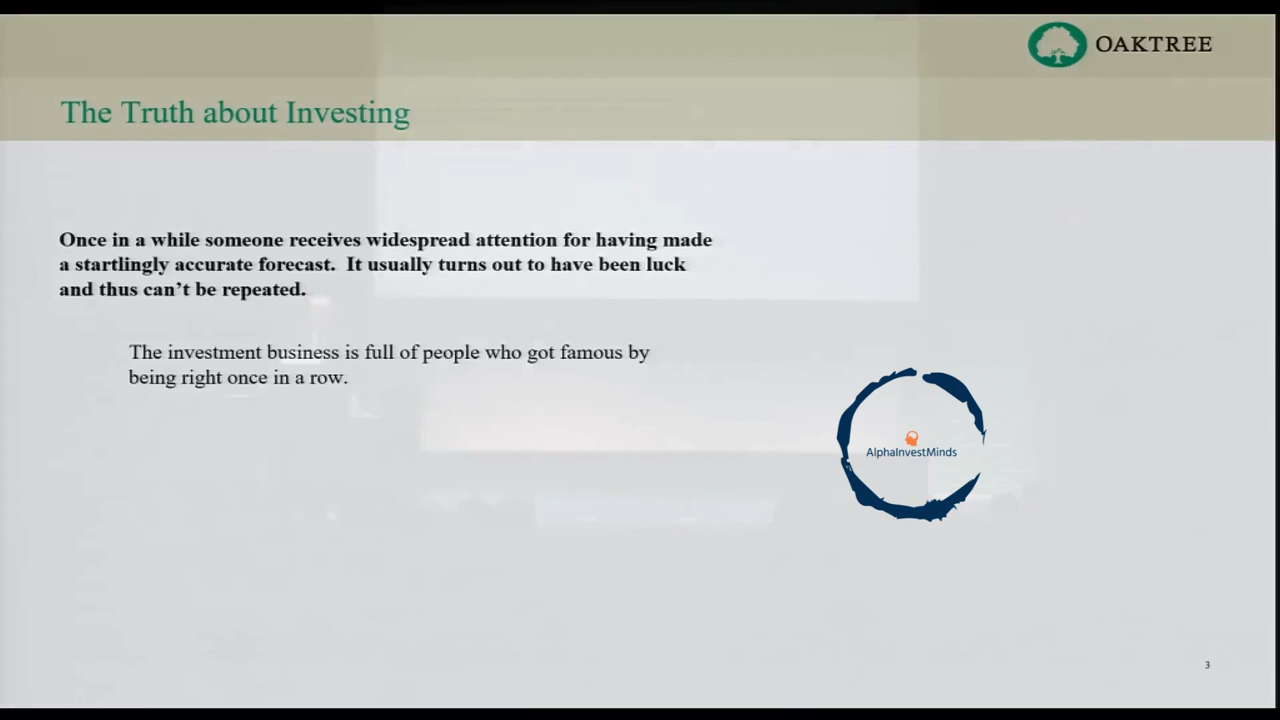 OAKTREE
The Truth about Investing
Once in a while someone receives widespread attention for having made
a startlingly accurate forecast.  It usually turns out to have been luck
and thus can’t be repeated.
The investment business is full of people who got famous by
being right once in a row.
AlphaInvestMinds
3